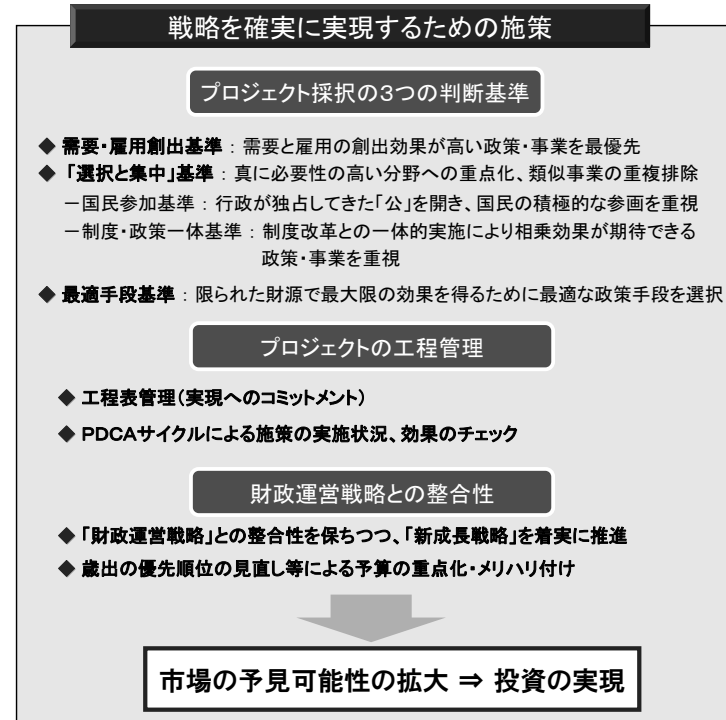 戦略を確実に実現するための施策
プロジェクト採択の3つの判断基準
◆ 需要・雇用創出基準 : 需要と雇用の創出効果が高い政策・事業を最優先
◆ 「選択と集中」基準 : 真に必要性の高い分野への重点化、類似事業の重複排除
－国民参加基準 : 行政が独占してきた「公」を開き、国民の積極的な参画を重視
－制度・政策一体基準 : 制度改革との一体的実施により相乗効果が期待できる
政策・事業を重視
◆ 最適手段基準 : 限られた財源で最大限の効果を得るために最適な政策手段を選択
プロジェクトの工程管理
◆ 工程表管理(実現へのコミットメント)
◆ PDCAサイクルによる施策の実施状況、効果のチェック
財政運営戦略との整合性
◆ 「財政運営戦略」との整合性を保ちつつ、「新成長戦略」を着実に推進
◆ 歳出の優先順位の見直し等による予算の重点化・メリハリ付け
市場の予見可能性の拡大 ⇒ 投資の実現